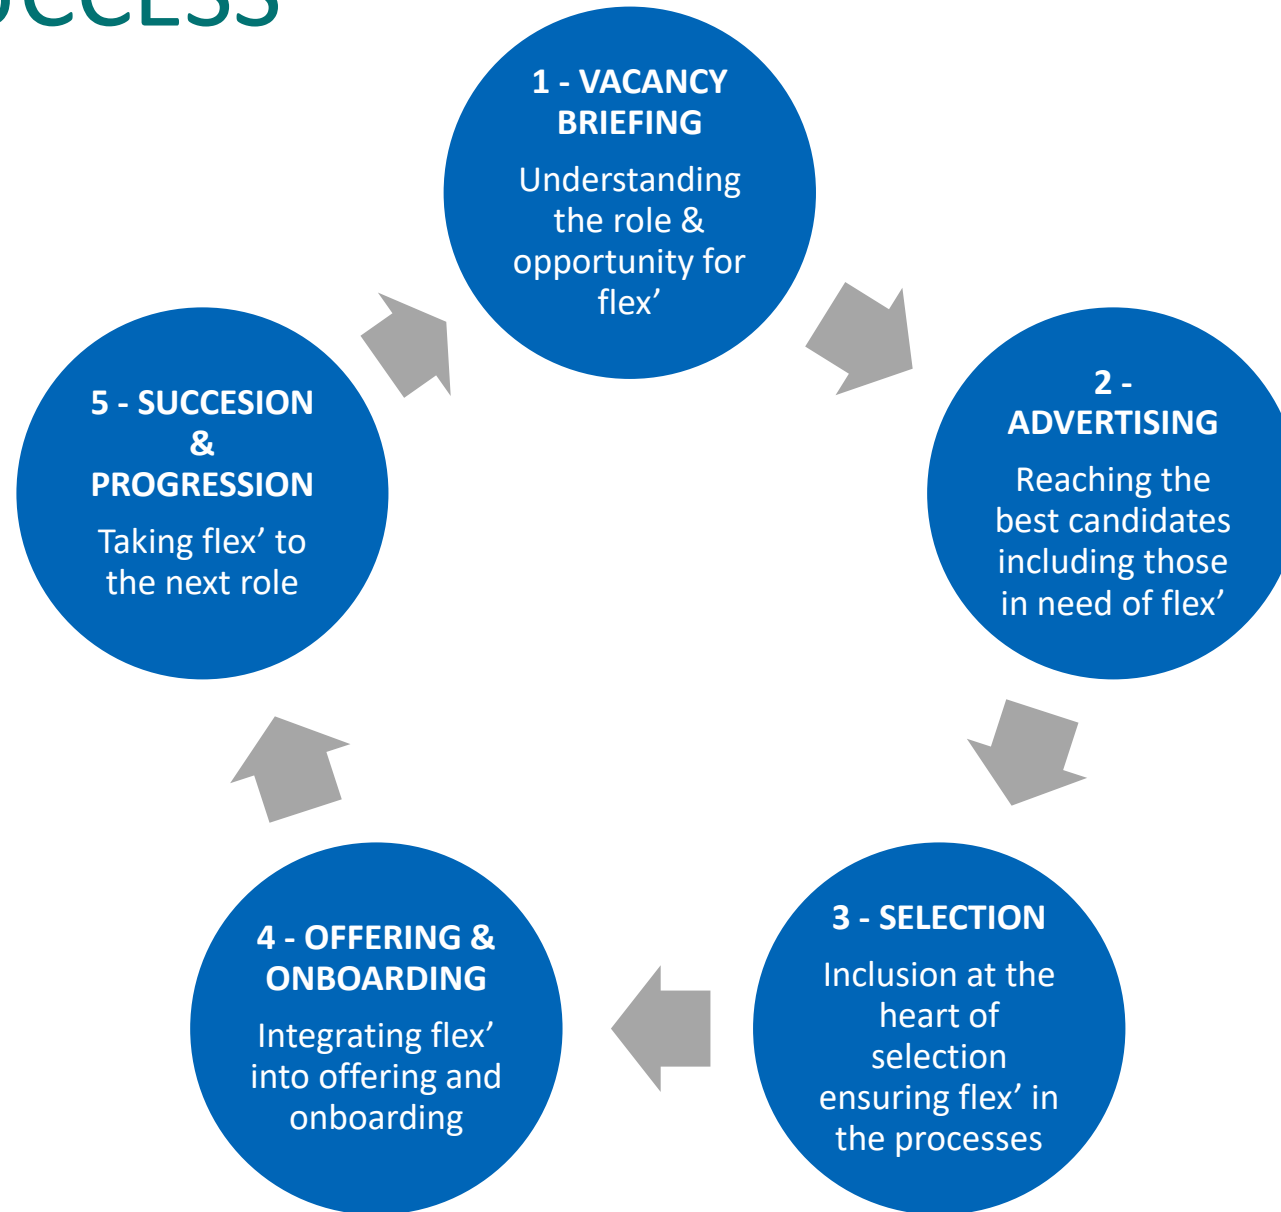 UCCESS
1 - VACANCY
BRIEFING
Understanding
the role &
opportunity for
flex’
2 -
ADVERTISING
Reaching the
best candidates
including those
in need of flex’
3 - SELECTION
Inclusion at the
heart of
selection
ensuring flex’ in
the processes
4 - OFFERING &
ONBOARDING
Integrating flex’
into offering and
onboarding
5 - SUCCESION
&
PROGRESSION
Taking flex’ to
the next role